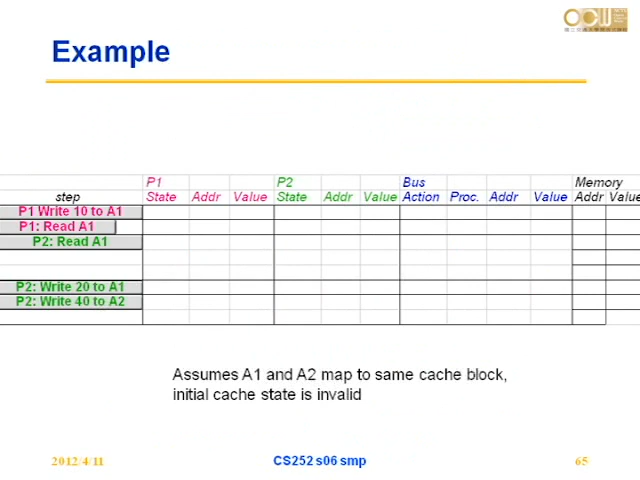 OCW
Example
P1 P2 Bus Memory
step State Addr Value State Addr Value Action Proc. Addr Value Addr Value
P1 Write 10 to A1
P1: Read A1
P2: Read A1
P2: Write 20 to A1
P2: Write 40 to A2
Assumes A1 and A2 map to same cache block,
initial cache state is invalid
2012/4/11 CS252 s06 smp 65